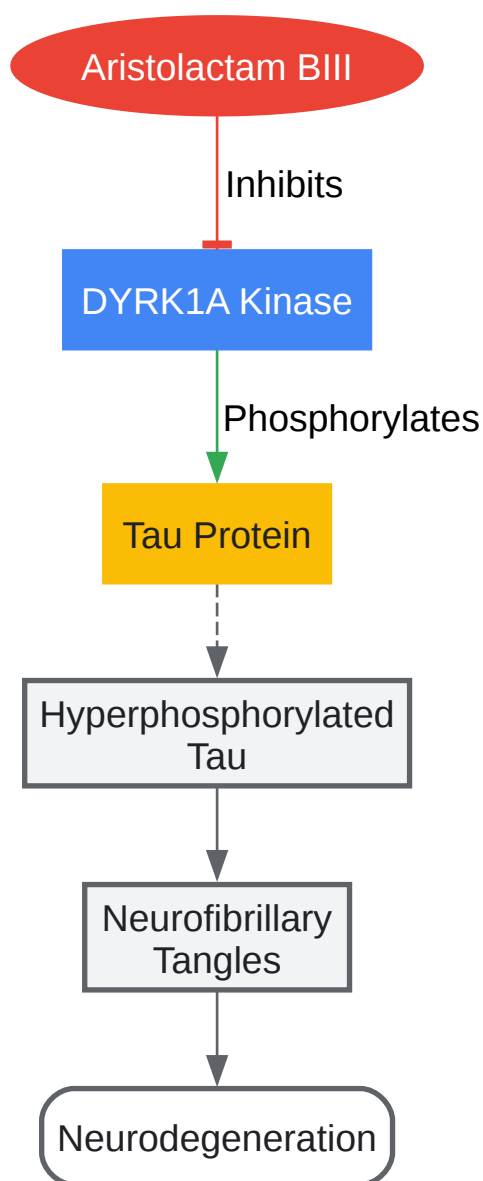 Aristolactam BIII
Inhibits
DYRK1A Kinase
Phosphorylates
Tau Protein
Hyperphosphorylated
Tau
Neurofibrillary
Tangles
Neurodegeneration